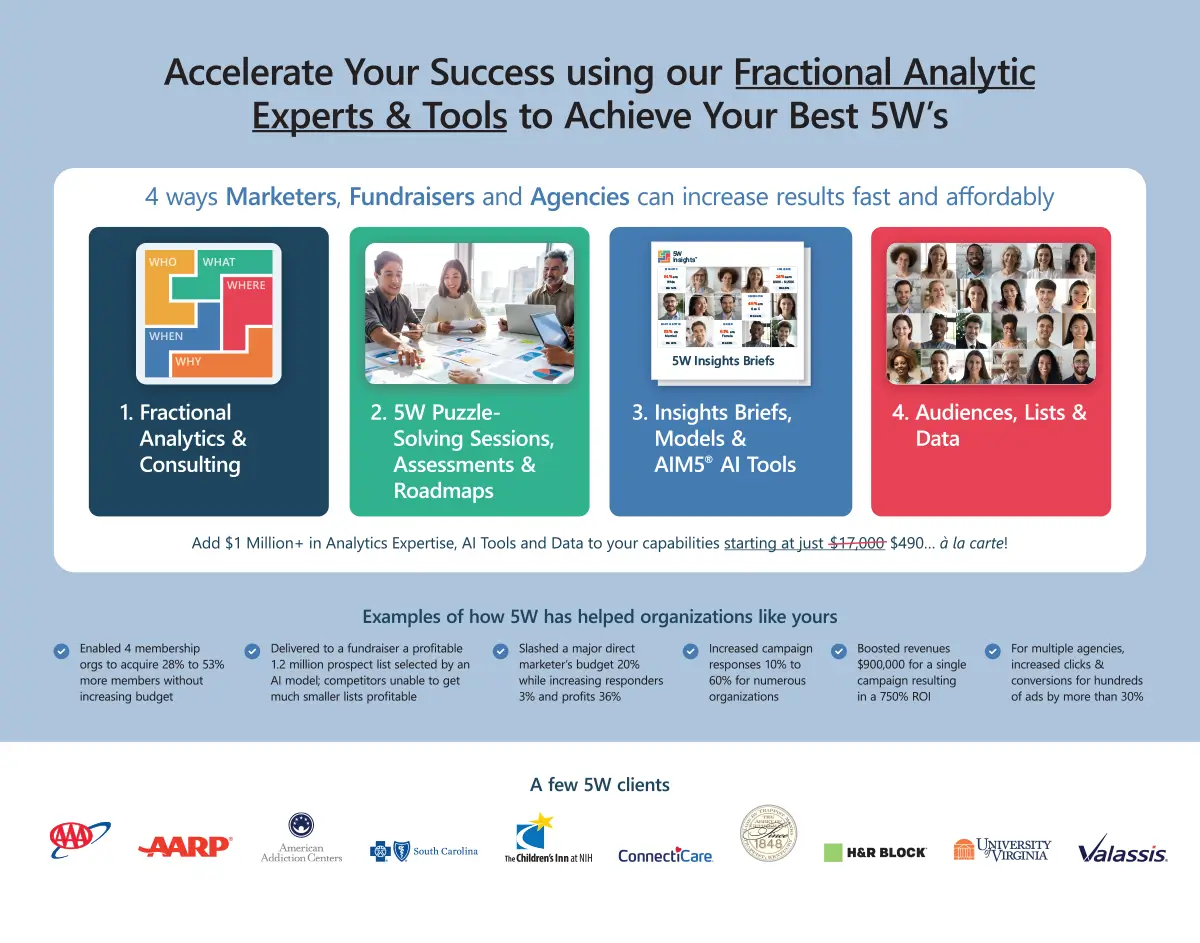 Accelerate Your Success using our Fractional Analytic
Experts & Tools to Achieve Your Best 5W’s
4 ways Marketers, Fundraisers and Agencies can increase results fast and affordably
WHO
WHAT
WHERE
WHEN
WHY
1. Fractional
Analytics &
Consulting
2. 5W Puzzle-
Solving Sessions,
Assessments &
Roadmaps
5W
Insights™
5W Insights Briefs
3. Insights Briefs,
Models &
AIM5® AI Tools
4. Audiences, Lists &
Data
Add $1 Million+ in Analytics Expertise, AI Tools and Data to your capabilities starting at just $17,000 $490... à la carte!
Examples of how 5W has helped organizations like yours
Enabled 4 membership
orgs to acquire 28% to 53%
more members without
increasing budget
Delivered to a fundraiser a profitable
1.2 million prospect list selected by an
AI model; competitors unable to get
much smaller lists profitable
Slashed a major direct
marketer’s budget 20%
while increasing responders
3% and profits 36%
Increased campaign
responses 10% to
60% for numerous
organizations
Boosted revenues
$900,000 for a single
campaign resulting
in a 750% ROI
For multiple agencies,
increased clicks &
conversions for hundreds
of ads by more than 30%
A few 5W clients
AAA
AARP®
American
Addiction Centers
South Carolina
The Children’s Inn at NIH
ConnectiCare
Since
1848
H&R BLOCK®
UNIVERSITY
of VIRGINIA
Valassis